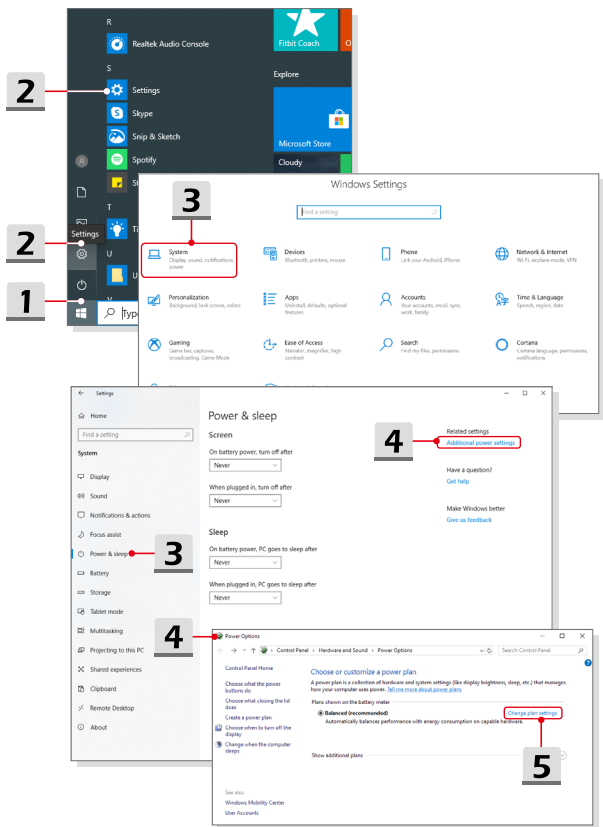 R
Realtek Audio Console
Fitbit Coach
O
S
Explore
2
Settings
Skype
Snip & Sketch
Microsoft Store
Spotify
Cloudy
St
3
Windows Settings
T
Find a setting
2
Settings
Ti
U
System
Display, sound, notifications, power
Devices
Bluetooth, printers, mouse
Phone
Link your Android, iPhone
Network & Internet
Wi-Fi, airplane mode, VPN
U
1
V
Type
Personalization
Background, lock screen, colors
Apps
Uninstall, defaults, optional features
Accounts
Your accounts, email, sync, work, family
Time & Language
Speech, region, date
Gaming
Game bar, captures, broadcasting, Game Mode
Ease of Access
Narrator, magnifier, high contrast
Search
Find my files, permissions
Cortana
Cortana language, permissions, notifications
Settings
Home
Find a setting
System
Display
Sound
Notifications & actions
Focus assist
Power & sleep
3
Battery
Storage
Tablet mode
Multitasking
Projecting to this PC
Shared experiences
Clipboard
Remote Desktop
About
Power & sleep
Screen
On battery power, turn off after
Never
When plugged in, turn off after
Never
Sleep
On battery power, PC goes to sleep after
Never
When plugged in, PC goes to sleep after
Never
4
Related settings
Additional power settings
Have a question?
Get help
Make Windows better
Give us feedback
4
Power Options
Control Panel > Hardware and Sound > Power Options
Search Control Panel
Control Panel Home
Choose what the power
buttons do
Choose what closing the lid
does
Create a power plan
Choose when to turn off the
display
Change when the computer
sleeps
Choose or customize a power plan
A power plan is a collection of hardware and system settings (like display brightness, sleep, etc.) that manages
how your computer uses power. Tell me more about power plans
Plans shown on the battery meter
Balanced (recommended)
Change plan settings
Automatically balances performance with energy consumption on capable hardware.
5
Show additional plans
See also
Windows Mobility Center
User Accounts